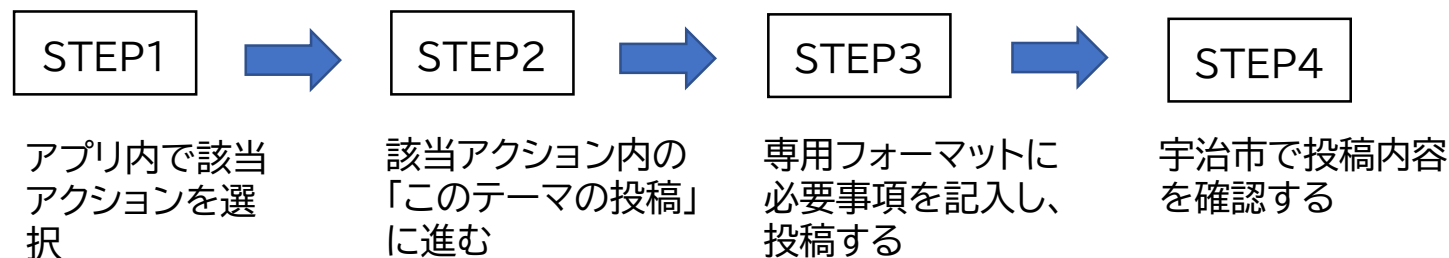 STEP1
アプリ内で該当
アクションを選
択
STEP2
該当アクション内の
「このテーマの投稿」
に進む
STEP3
専用フォーマットに
必要事項を記入し、
投稿する
STEP4
宇治市で投稿内容
を確認する